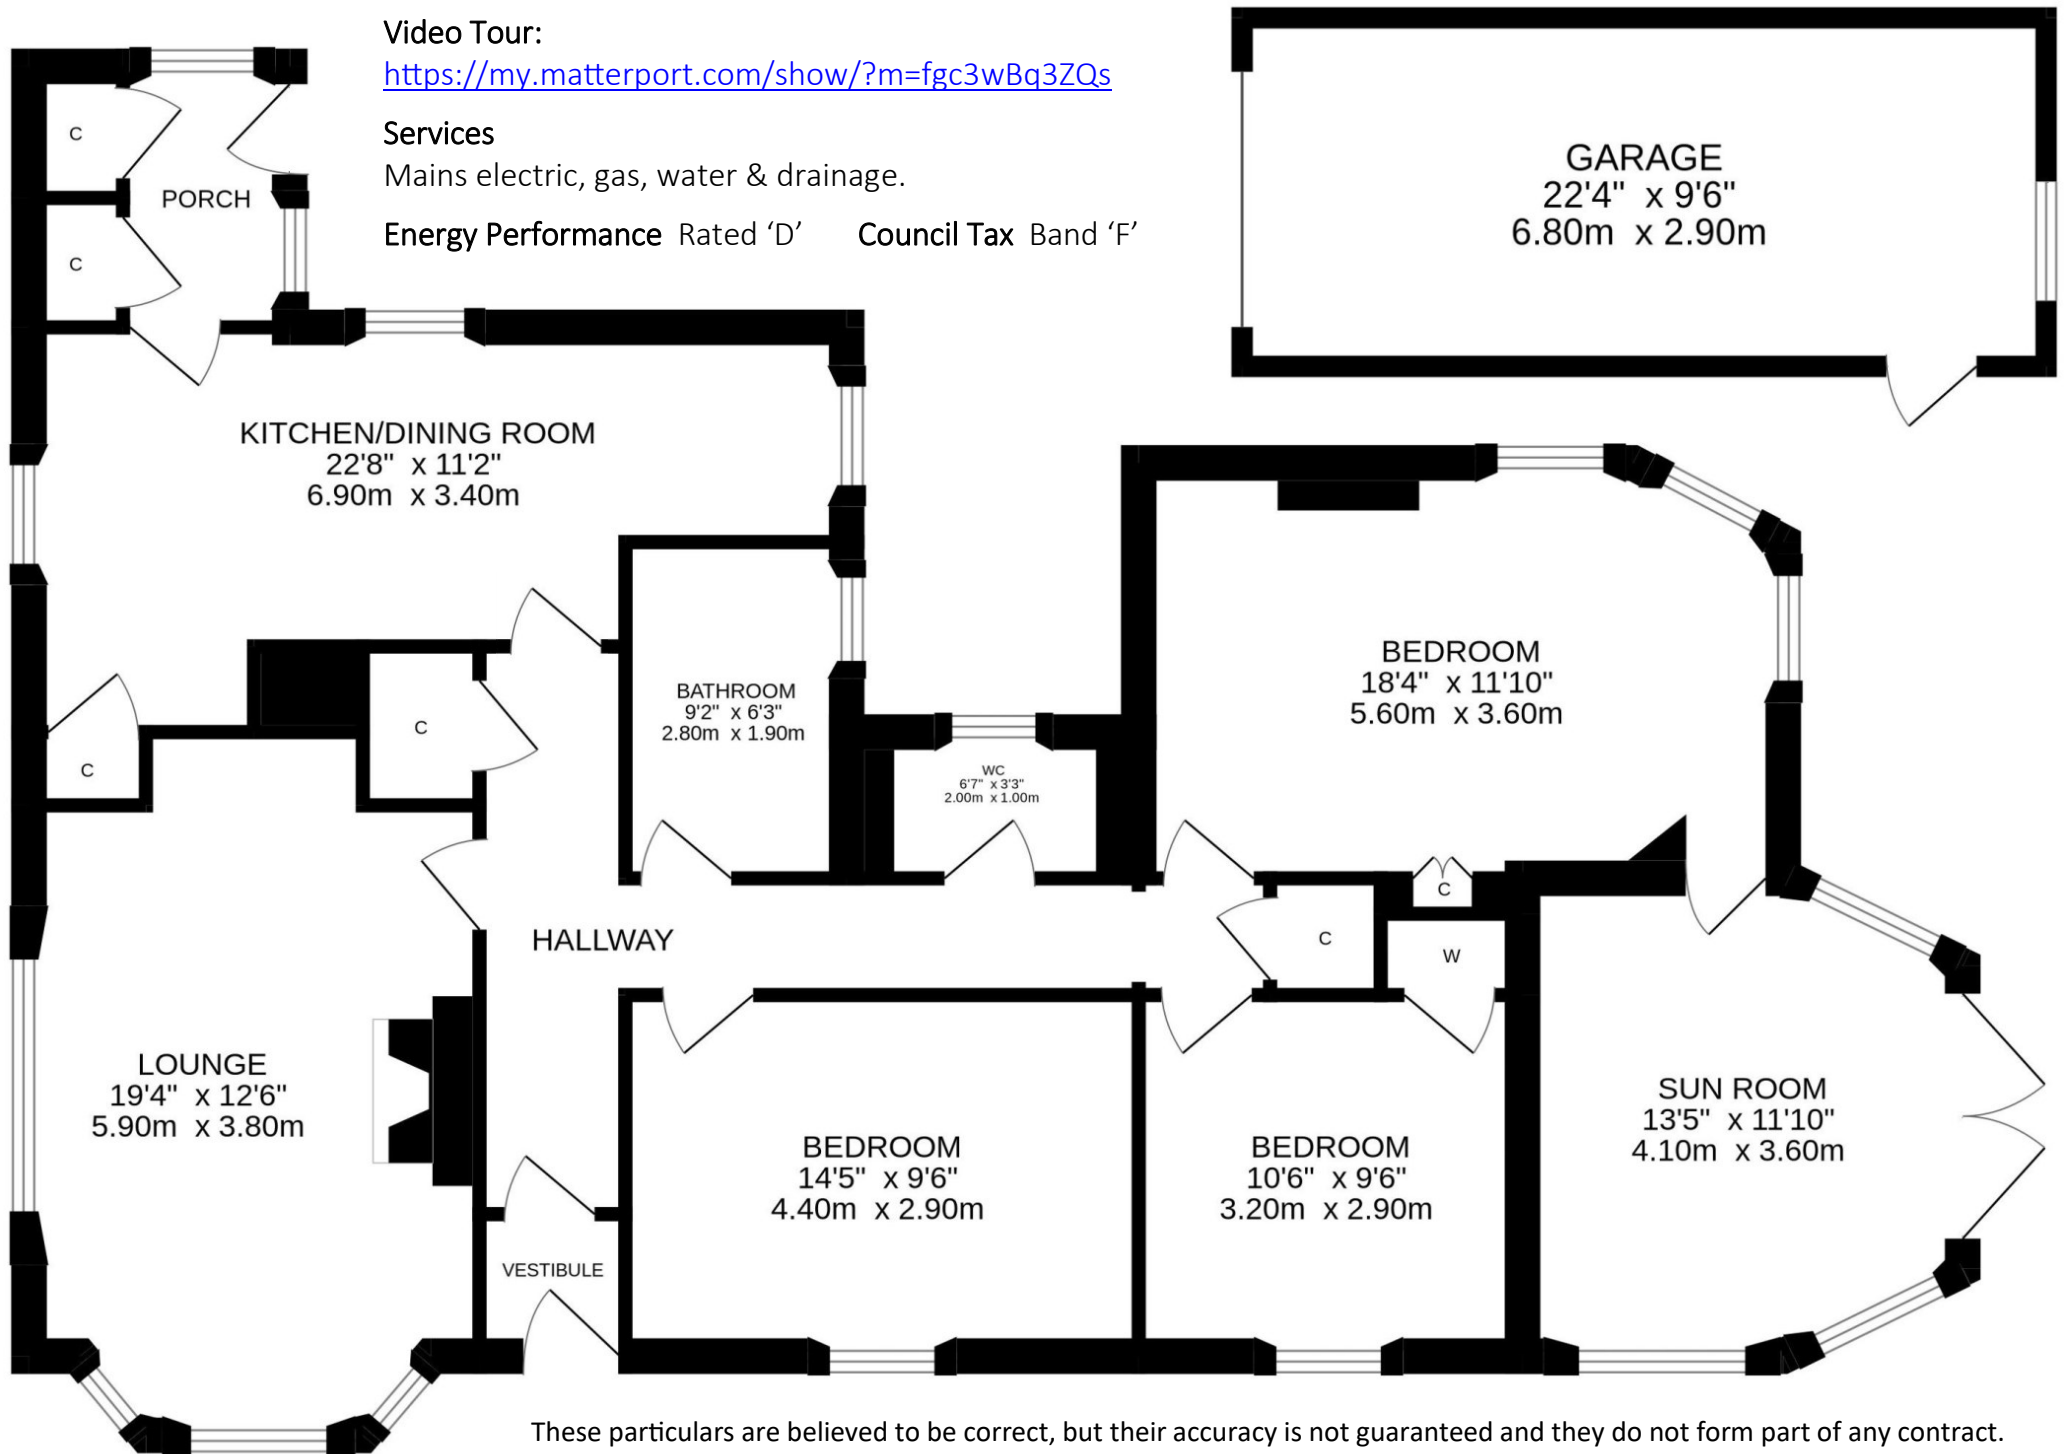 Video Tour:
https://my.matterport.com/show/?m=fgc3wBq3ZQs
Services
Mains electric, gas, water & drainage.
Energy Performance Rated ‘D’ Council Tax Band ‘F’
GARAGE
22'4" x 9'6"
6.80m x 2.90m
C
PORCH
C
KITCHEN/DINING ROOM
22'8" x 11'2"
6.90m x 3.40m
BEDROOM
18'4" x 11'10"
5.60m x 3.60m
BATHROOM
9'2" x 6'3"
2.80m x 1.90m
C
C
WC
6'7" x 3'3"
2.00m x 1.00m
C
HALLWAY
C
W
LOUNGE
19'4" x 12'6"
5.90m x 3.80m
SUN ROOM
13'5" x 11'10"
4.10m x 3.60m
BEDROOM
14'5" x 9'6"
4.40m x 2.90m
BEDROOM
10'6" x 9'6"
3.20m x 2.90m
VESTIBULE
These particulars are believed to be correct, but their accuracy is not guaranteed and they do not form part of any contract.